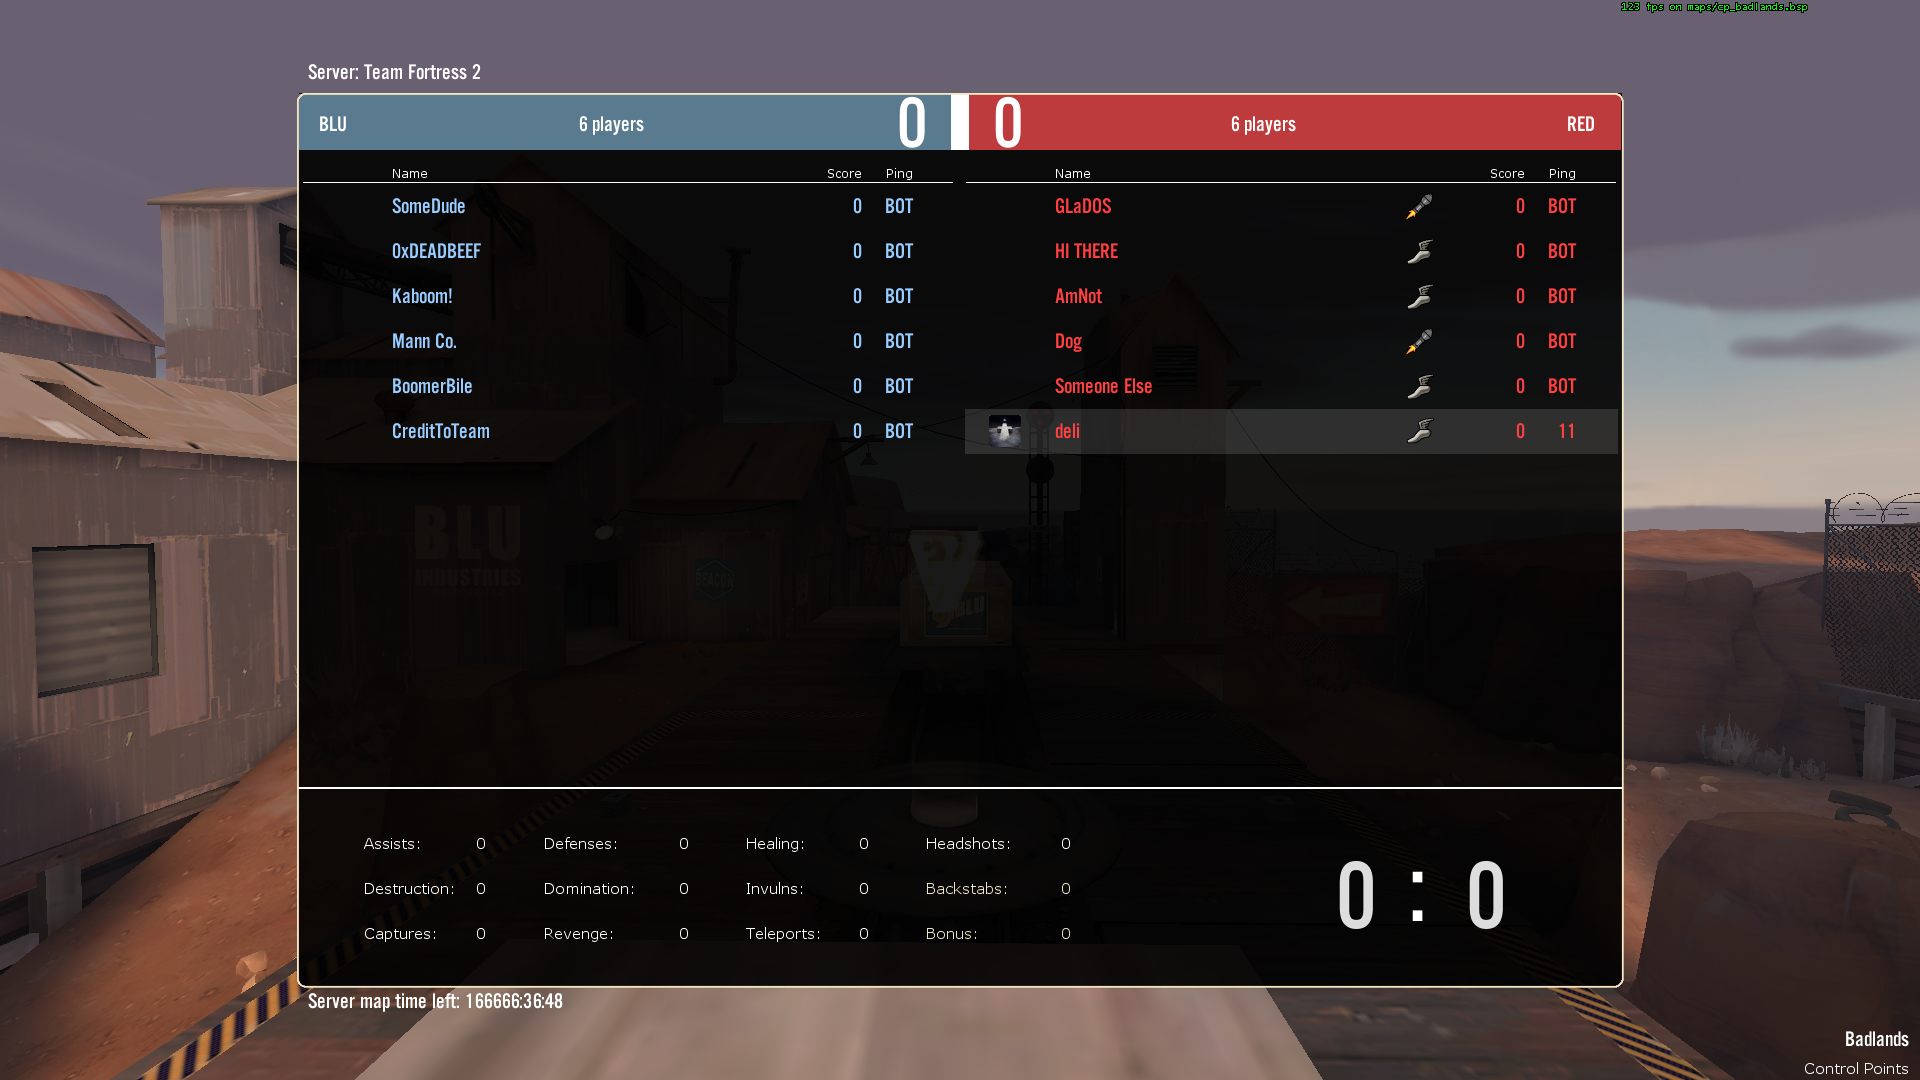 123 fps on maps/cp_badlands.bsp
Server: Team Fortress 2
BLU 6 players 0 0 6 players RED
Name Score Ping Name Score Ping
SomeDude 0 BOT GLaDOS 0 BOT
0xDEADBEEF 0 BOT HI THERE 0 BOT
Kaboom! 0 BOT AmNot 0 BOT
Mann Co. 0 BOT Dog 0 BOT
BoomerBile 0 BOT Someone Else 0 BOT
CreditToTeam 0 BOT deli 0 11
BLU
INDUSTRIES
BEACON
BLU
Assists: 0 Defenses: 0 Healing: 0 Headshots: 0
Destruction: 0 Domination: 0 Invulns: 0 Backstabs: 0
Captures: 0 Revenge: 0 Teleports: 0 Bonus: 0
0 : 0
Server map time left: 166666:36:48
Badlands
Control Points